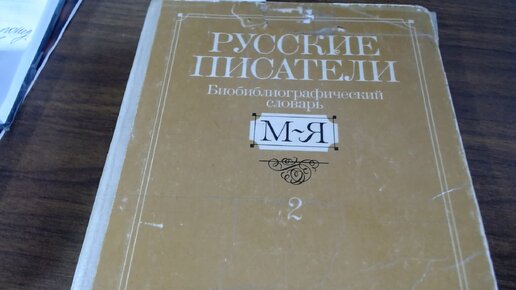 РУССКИЕ
ПИСАТЕЛИ
Биобиблиографический
словарь
М~Я
2